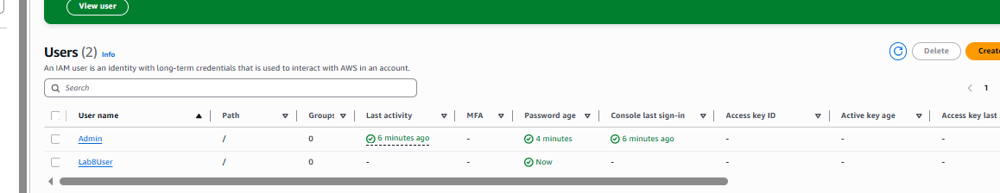 View user
Users (2) Info
An IAM user is an identity with long-term credentials that is used to interact with AWS in an account.
Delete
Search
1
User name Path Groups Last activity MFA Password age Console last sign-in Access key ID Active key age Access key last
Admin / 0 6 minutes ago - 4 minutes 6 minutes ago - - -
Lab8User / 0 - - Now - - - -